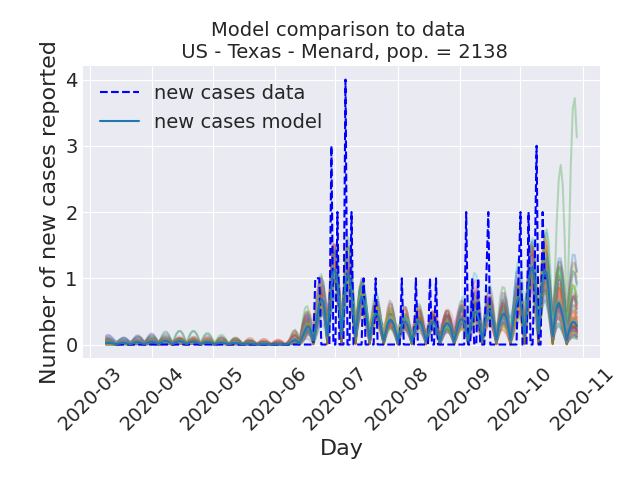 Model comparison to data
US - Texas - Menard, pop. = 2138
Number of new cases reported
4
3
2
1
0
new cases data
new cases model
2020-03
2020-04
2020-05
2020-06
2020-07
2020-08
2020-09
2020-10
2020-11
Day